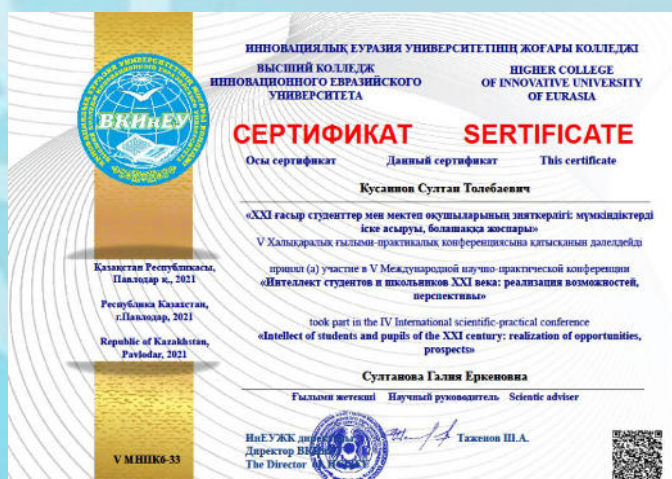 ИННОВАЦИЯЛЫҚ ЕУРАЗИЯ УНИВЕРСИТЕТІНІҢ ЖОҒАРЫ КОЛЛЕДЖІ
ВЫСШИЙ КОЛЛЕДЖ
ИННОВАЦИОННОГО ЕВРАЗИЙСКОГО
УНИВЕРСИТЕТА
HIGHER COLLEGE
OF INNOVATIVE UNIVERSITY
OF EURASIA
ВКИнЕУ
СЕРТИФИКАТ SERTIFICATE
Осы сертификат Данный сертификат This certificate
Кусаинов Султан Толебаевич
«XXI ғасыр студенттер мен мектеп оқушыларының зияткерлігі: мүмкіндіктерді
іске асыруы, болашаққа жоспары»
V Халықаралық ғылыми-практикалық конференциясына қатысқанын дәлелдейді
принял (а) участие в V Международной научно-практической конференции
«Интеллект студентов и школьников XXI века: реализация возможностей,
перспективы»
took part in the IV International scientific-practical conference
«Intellect of students and pupils of the XXI century: realization of opportunities,
prospects»
Султанова Галия Еркеновна
Ғылыми жетекші Научный руководитель Scientic adviser
Қазақстан Республикасы,
Павлодар қ., 2021
Республика Казахстан,
г.Павлодар, 2021
Republic of Kazakhstan,
Pavlodar, 2021
V МНПК6-33
ИнЕУЖК
Директор
The Director
Таженов Ш.А.